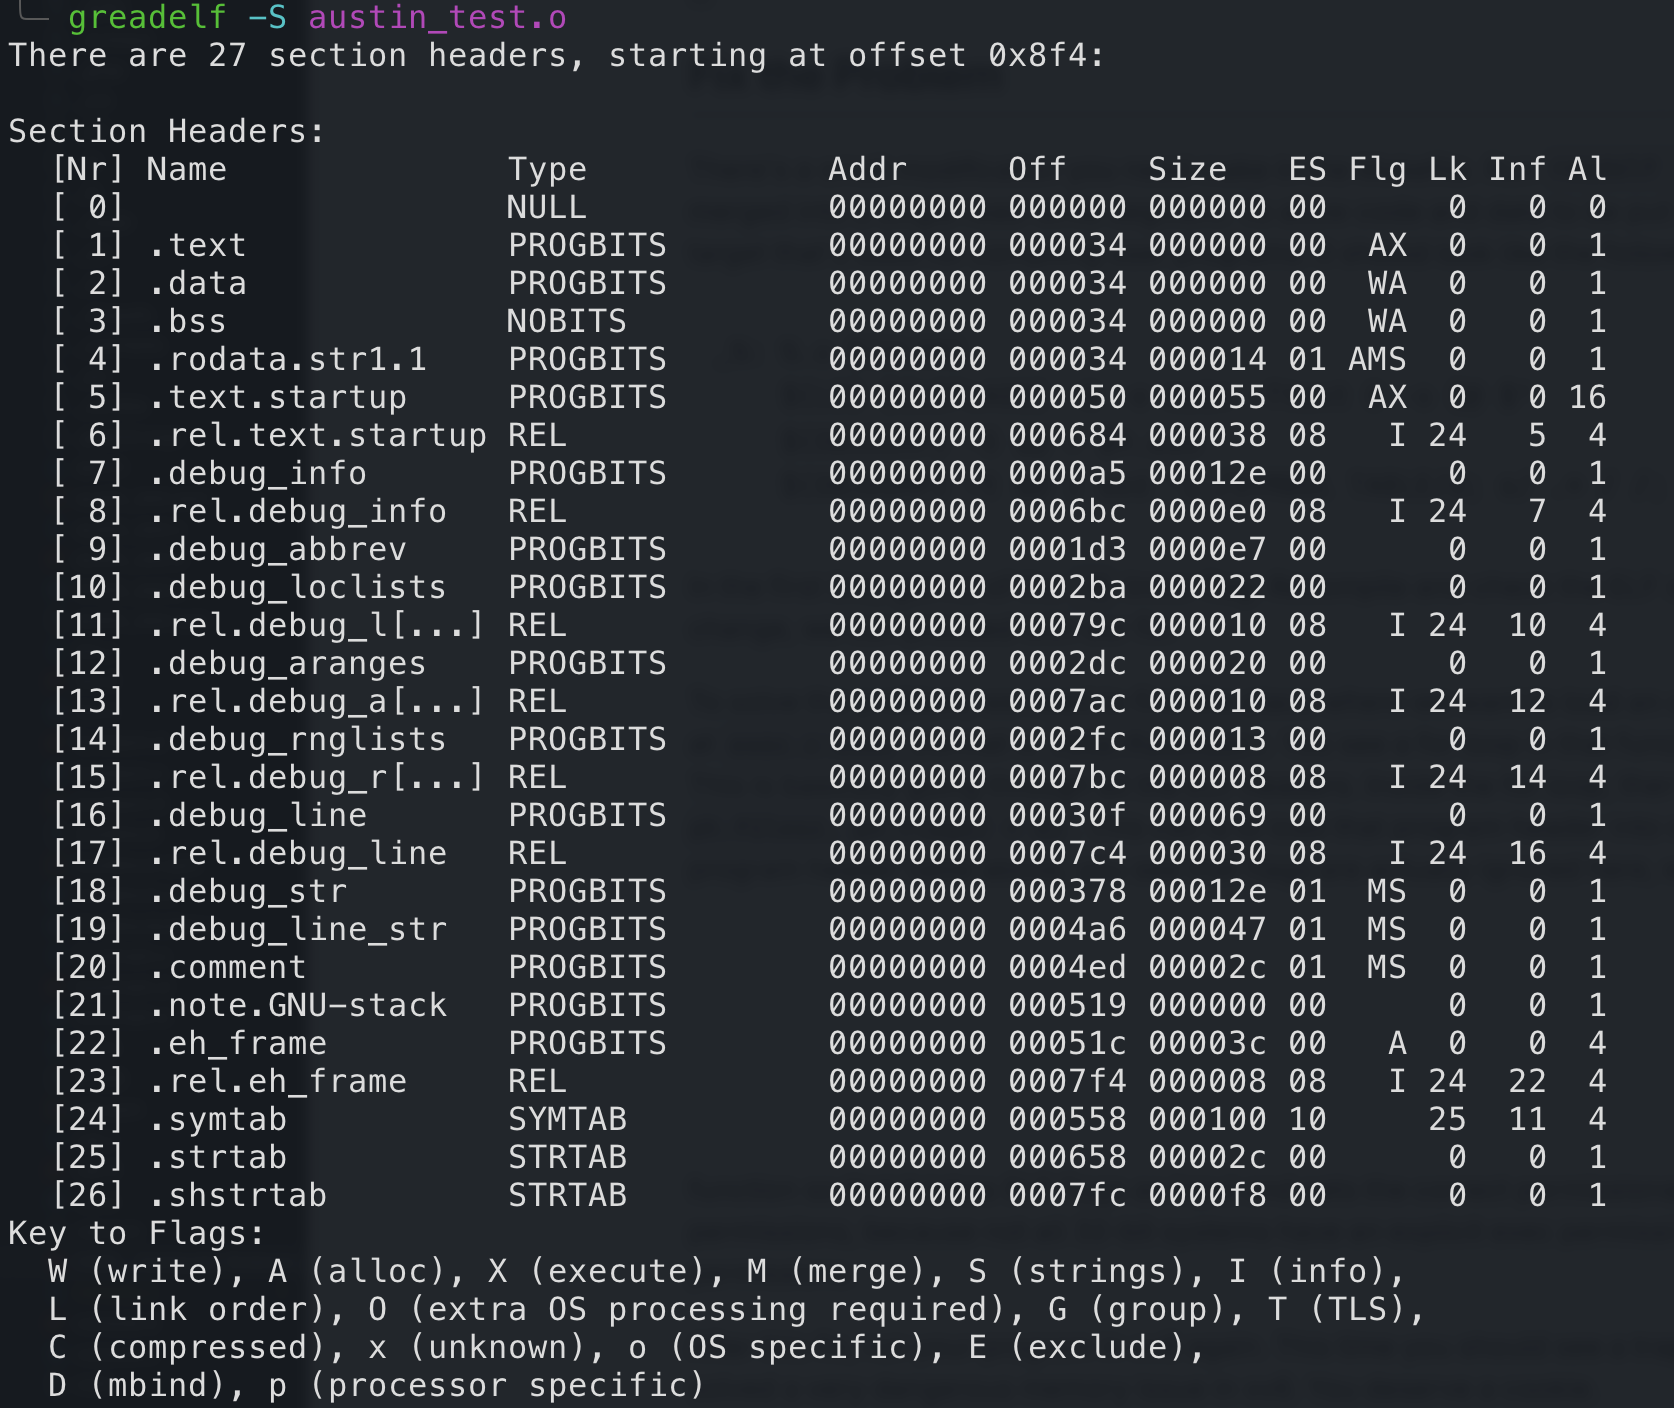 greadelf -S austin_test.o
There are 27 section headers, starting at offset 0x8f4:
Section Headers:
[Nr] Name Type Addr Off Size ES Flg Lk Inf Al
[ 0] NULL 00000000 000000 000000 00 0 0 0
[ 1] .text PROGBITS 00000000 000034 000000 00 AX 0 0 1
[ 2] .data PROGBITS 00000000 000034 000000 00 WA 0 0 1
[ 3] .bss NOBITS 00000000 000034 000000 00 WA 0 0 1
[ 4] .rodata.str1.1 PROGBITS 00000000 000034 000014 01 AMS 0 0 1
[ 5] .text.startup PROGBITS 00000000 000050 000055 00 AX 0 0 16
[ 6] .rel.text.startup REL 00000000 000684 000038 08 I 24 5 4
[ 7] .debug_info PROGBITS 00000000 0000a5 00012e 00 0 0 1
[ 8] .rel.debug_info REL 00000000 0006bc 0000e0 08 I 24 7 4
[ 9] .debug_abbrev PROGBITS 00000000 0001d3 0000e7 00 0 0 1
[10] .debug_loclists PROGBITS 00000000 0002ba 000022 00 0 0 1
[11] .rel.debug_l[...] REL 00000000 00079c 000010 08 I 24 10 4
[12] .debug_aranges PROGBITS 00000000 0002dc 000020 00 0 0 1
[13] .rel.debug_a[...] REL 00000000 0007ac 000010 08 I 24 12 4
[14] .debug_rnglists PROGBITS 00000000 0002fc 000013 00 0 0 1
[15] .rel.debug_r[...] REL 00000000 0007bc 000008 08 I 24 14 4
[16] .debug_line PROGBITS 00000000 00030f 000069 00 0 0 1
[17] .rel.debug_line REL 00000000 0007c4 000030 08 I 24 16 4
[18] .debug_str PROGBITS 00000000 000378 00012e 01 MS 0 0 1
[19] .debug_line_str PROGBITS 00000000 0004a6 000047 01 MS 0 0 1
[20] .comment PROGBITS 00000000 0004ed 00002c 01 MS 0 0 1
[21] .note.GNU-stack PROGBITS 00000000 000519 000000 00 0 0 1
[22] .eh_frame PROGBITS 00000000 00051c 00003c 00 A 0 0 4
[23] .rel.eh_frame REL 00000000 0007f4 000008 08 I 24 22 4
[24] .symtab SYMTAB 00000000 000558 000100 10 25 11 4
[25] .strtab STRTAB 00000000 000658 00002c 00 0 0 1
[26] .shstrtab STRTAB 00000000 0007fc 0000f8 00 0 0 1
Key to Flags:
W (write), A (alloc), X (execute), M (merge), S (strings), I (info),
L (link order), O (extra OS processing required), G (group), T (TLS),
C (compressed), x (unknown), o (OS specific), E (exclude),
D (mbind), p (processor specific)